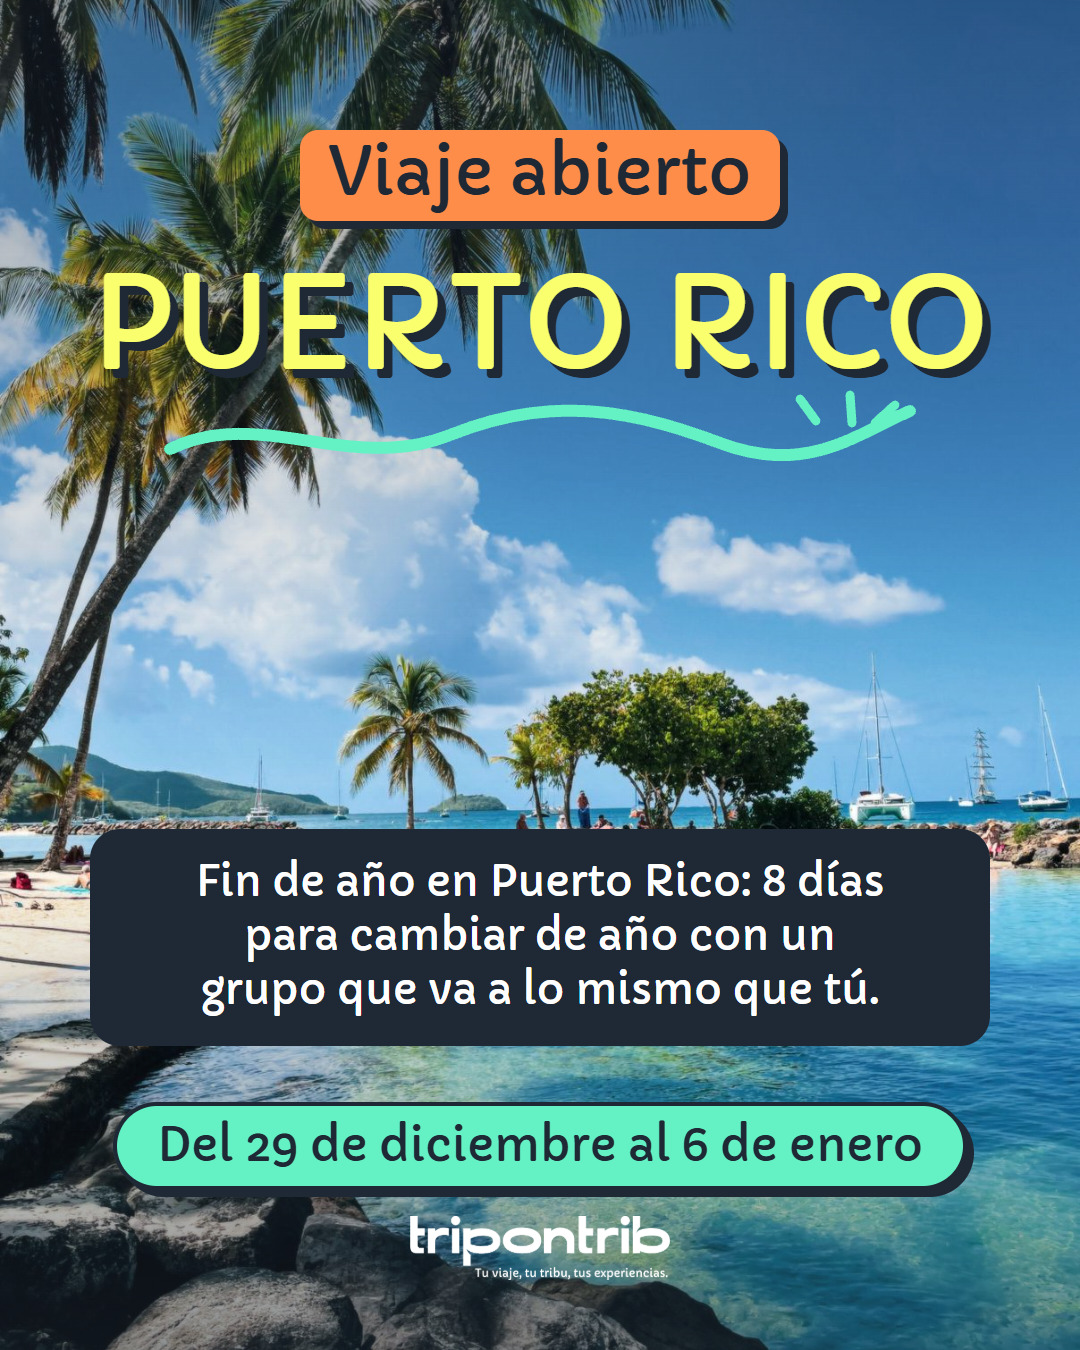 Viaje abierto
PUERTO RICO
Fin de año en Puerto Rico: 8 días
para cambiar de año con un
grupo que va a lo mismo que tú.
Del 29 de diciembre al 6 de enero
tripontrib
Tu viaje, tu tribu, tus experiencias.